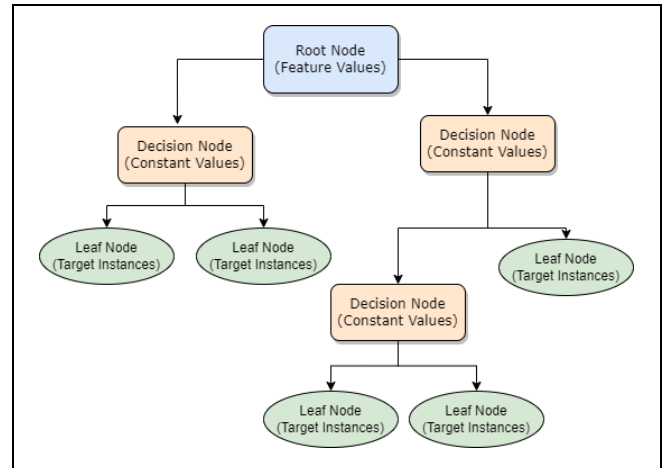 Root Node
(Feature Values)
Decision Node
(Constant Values)
Decision Node
(Constant Values)
Leaf Node
(Target Instances)
Leaf Node
(Target Instances)
Leaf Node
(Target Instances)
Decision Node
(Constant Values)
Leaf Node
(Target Instances)
Leaf Node
(Target Instances)